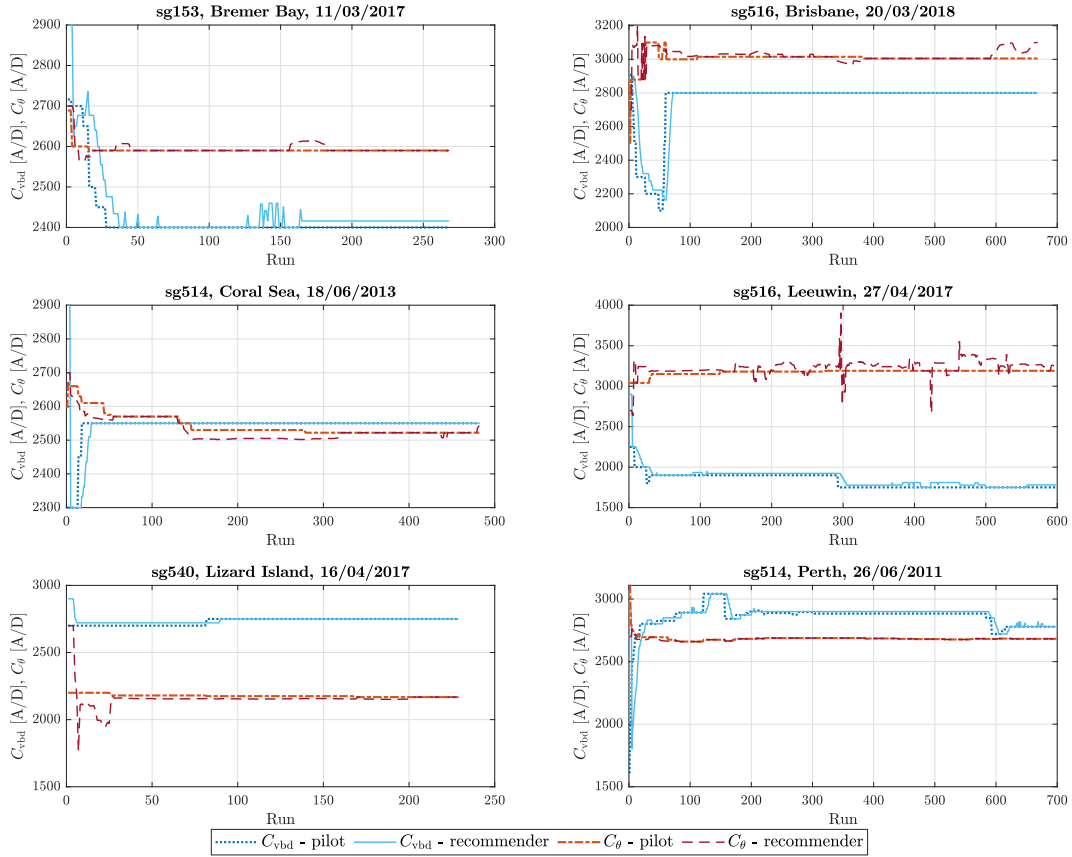 sg153, Bremer Bay, 11/03/2017
2900
2800
2700
2600
2500
2400
0 50 100 150 200 250 300
Run
C_vbd [A/D], C_θ [A/D]
sg516, Brisbane, 20/03/2018
3200
3000
2800
2600
2400
2200
2000
0 100 200 300 400 500 600 700
Run
C_vbd [A/D], C_θ [A/D]
sg514, Coral Sea, 18/06/2013
2900
2800
2700
2600
2500
2400
2300
0 100 200 300 400 500
Run
C_vbd [A/D], C_θ [A/D]
sg516, Leeuwin, 27/04/2017
4000
3500
3000
2500
2000
1500
0 100 200 300 400 500 600
Run
C_vbd [A/D], C_θ [A/D]
sg540, Lizard Island, 16/04/2017
3000
2500
2000
1500
0 50 100 150 200 250
Run
C_vbd [A/D], C_θ [A/D]
sg514, Perth, 26/06/2011
3000
2500
2000
1500
0 100 200 300 400 500 600 700
Run
C_vbd [A/D], C_θ [A/D]
C_vbd - pilot C_vbd - recommender C_θ - pilot C_θ - recommender